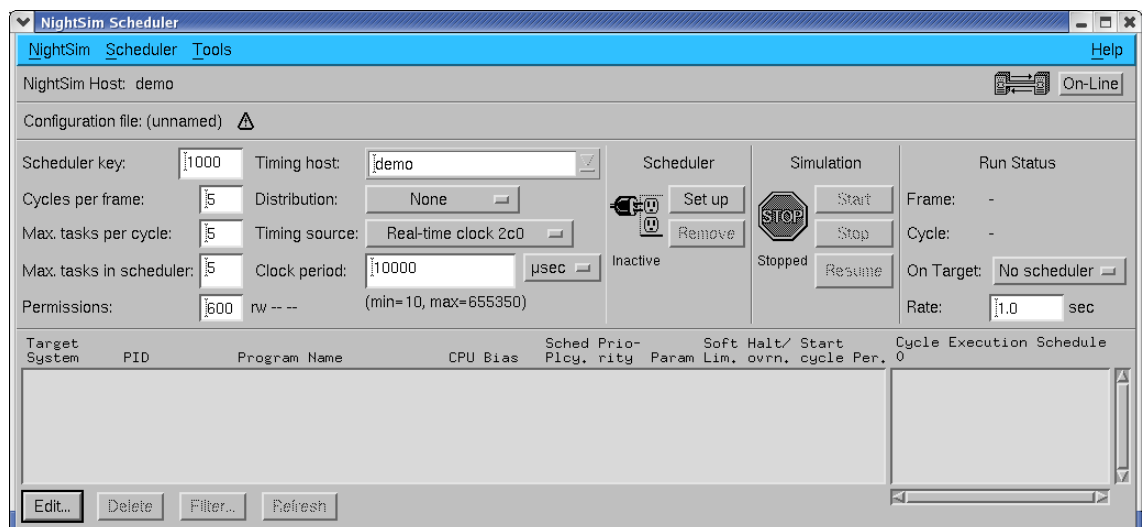 NightSim Scheduler
NightSim Scheduler Tools Help
NightSim Host: demo On-Line
Configuration file: (unnamed)
Scheduler key: 1000 Timing host: demo Scheduler Simulation Run Status
Cycles per frame: 5 Distribution: None Set up STOP Start Frame: -
Max. tasks per cycle: 5 Timing source: Real-time clock 2c0 Remove Stop Cycle: -
Max. tasks in scheduler: 5 Clock period: 10000 µsec Inactive Stopped Resume On Target: No scheduler
Permissions: 600 rw -- -- (min=10, max=655350) Rate: 1.0 sec
Target Sched Prio- Soft Halt/ Start Cycle Execution Schedule
System PID Program Name CPU Bias Plcy. rity Param Lim. ovrn. cycle Per. 0
Edit... Delete Filter... Refresh